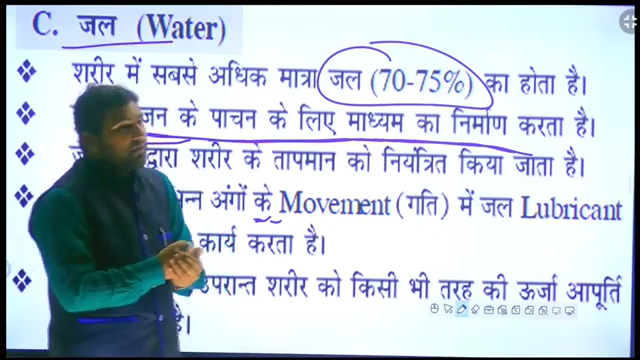 C. जल (Water)
शरीर में सबसे अधिक मात्रा जल (70-75%) का होता है।
जन के पाचन के लिए माध्यम का निर्माण करता है।
द्वारा शरीर के तापमान को नियंत्रित किया जाता है।
अंगों के Movement (गति) में जल Lubricant
कार्य करता है।
उपरान्त शरीर को किसी भी तरह की ऊर्जा आपूर्ति
है।